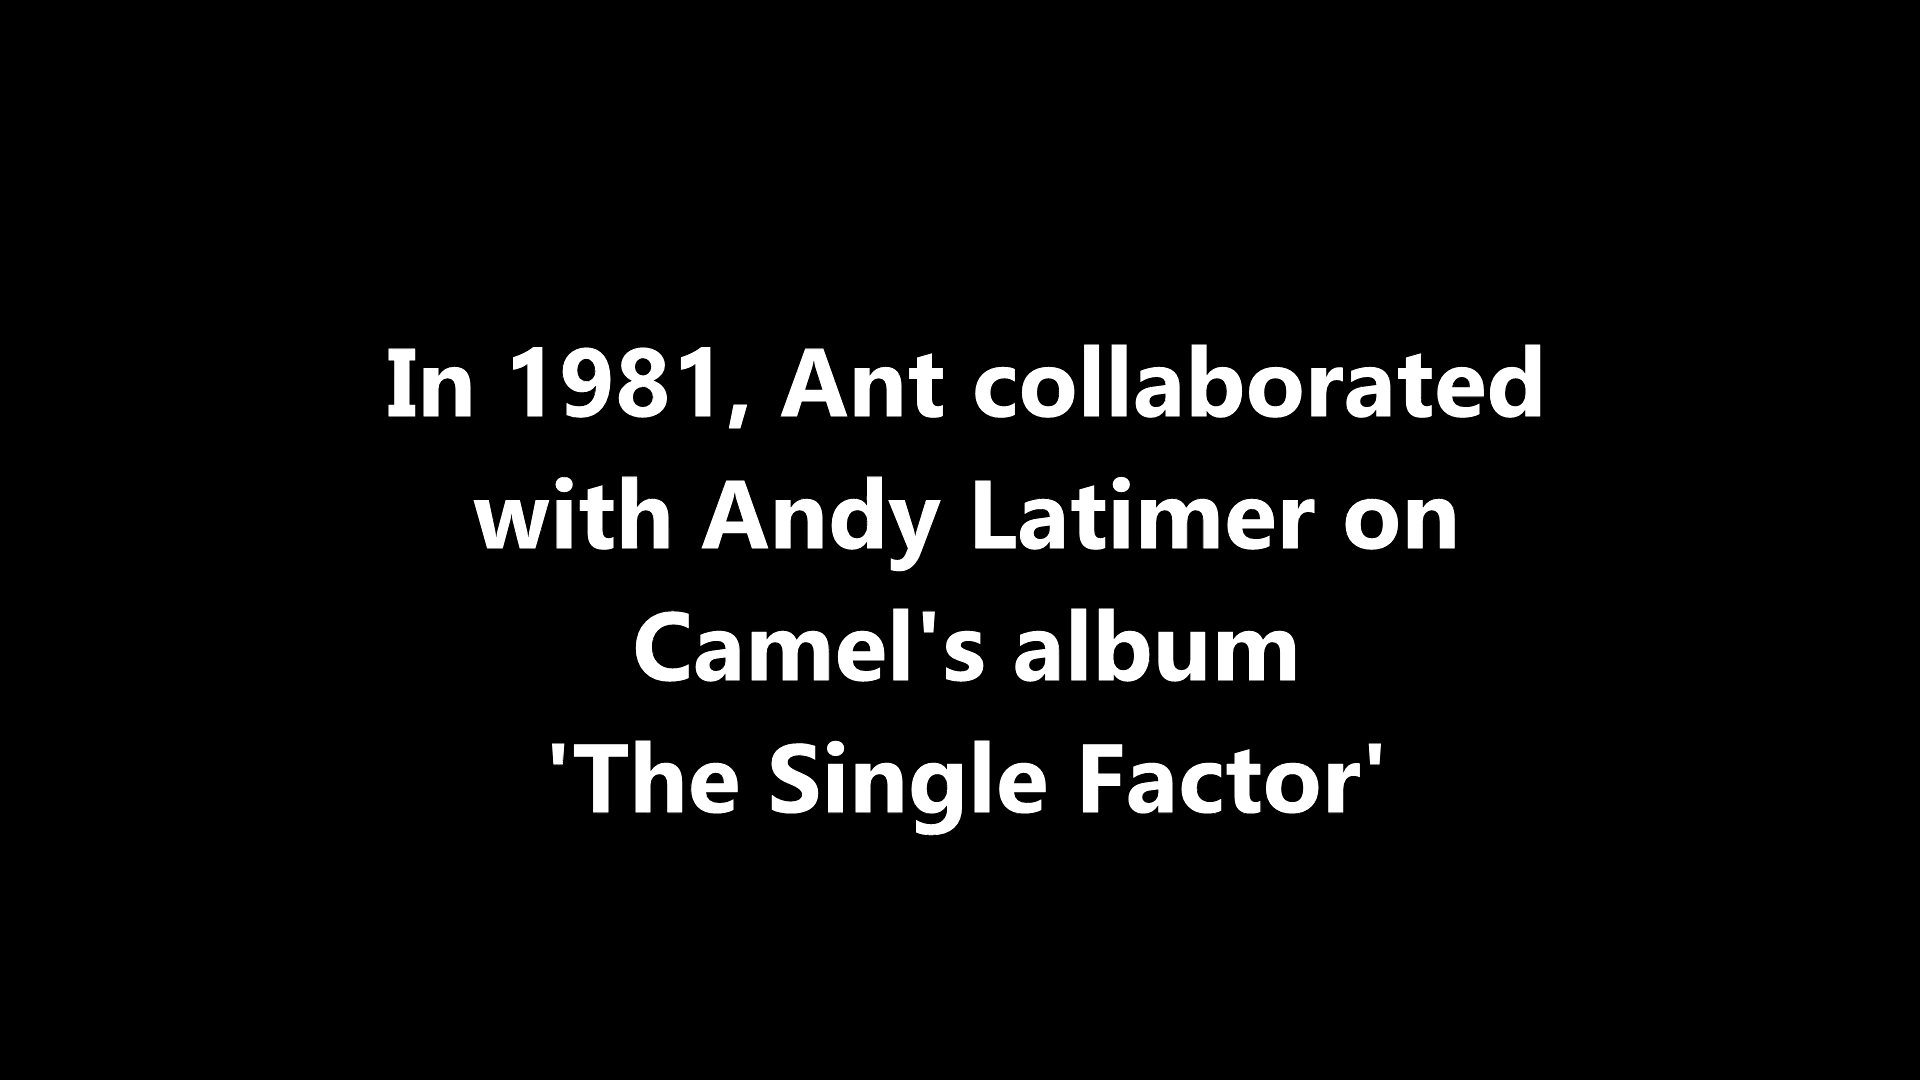 In 1981, Ant collaborated
with Andy Latimer on
Camel's album
'The Single Factor'